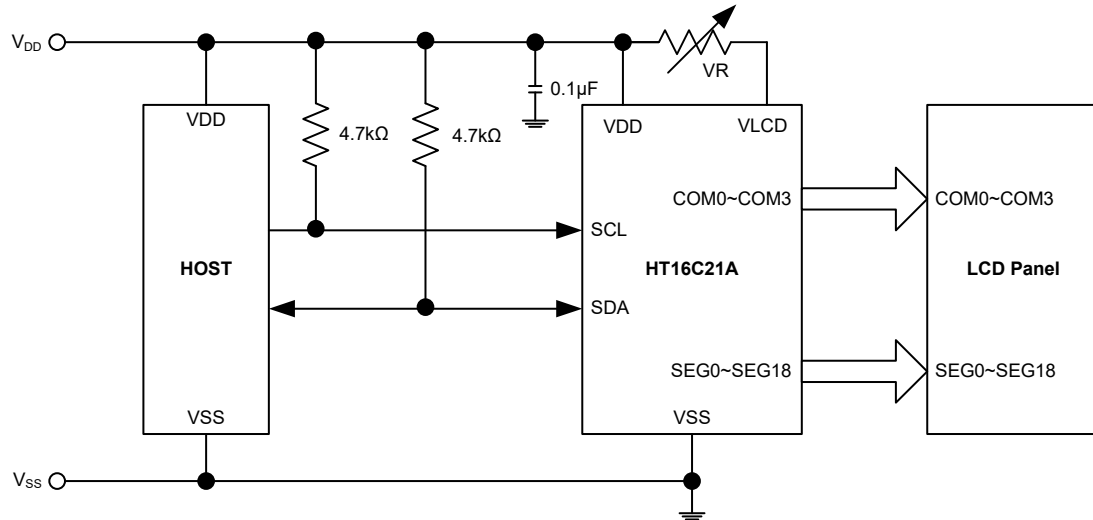 VDD
VR
0.1µF
VDD
4.7kΩ
4.7kΩ
VDD
VLCD
COM0~COM3
COM0~COM3
SCL
HOST
HT16C21A
LCD Panel
SDA
SEG0~SEG18
SEG0~SEG18
VSS
VSS
VSS